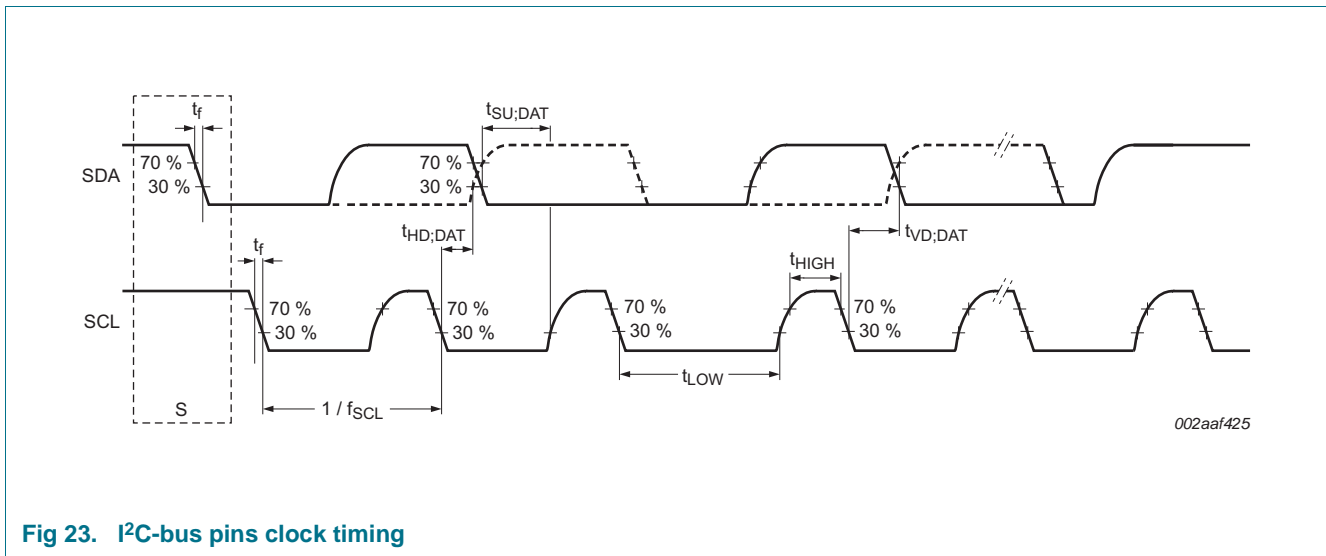 tf
tSU;DAT
70 %
30 %
70 %
30 %
SDA
tHD;DAT
tf
tVD;DAT
tHIGH
70 %
30 %
70 %
30 %
70 %
30 %
70 %
30 %
SCL
tLOW
S
1 / fSCL
002aaf425
Fig 23. I2C-bus pins clock timing